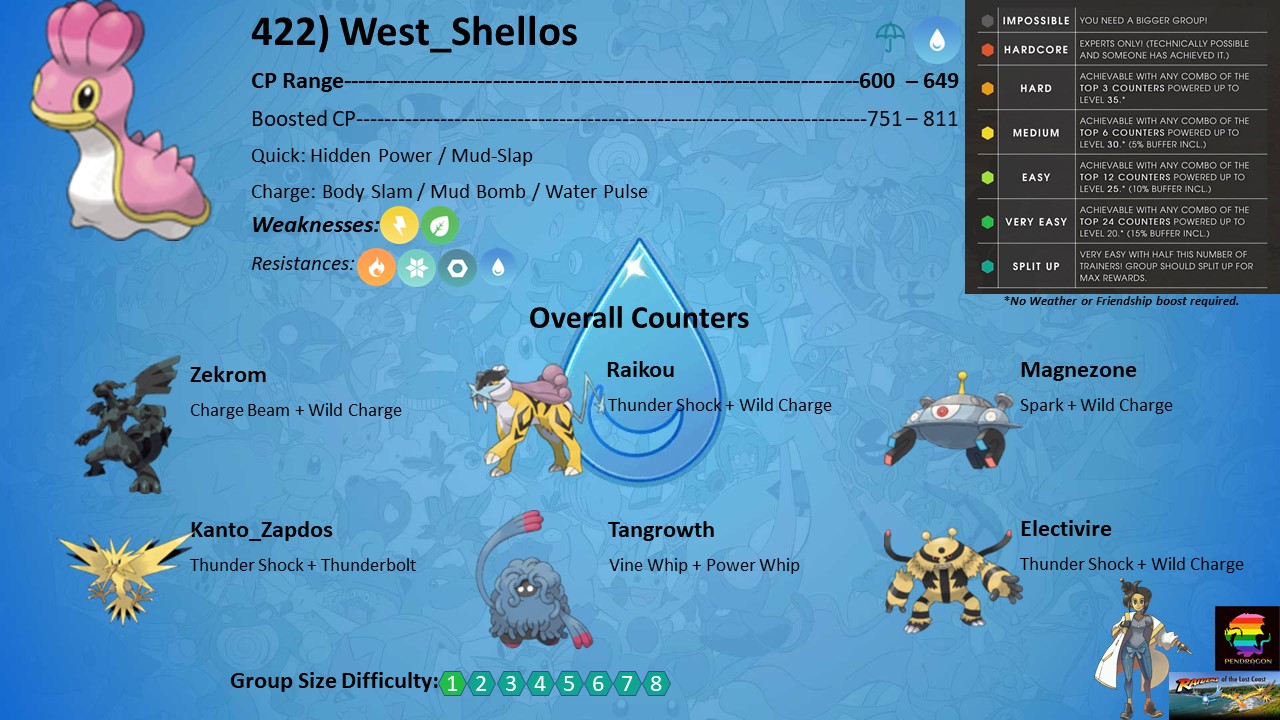 422) West_Shellos
CP Range------------------------------------------------------------------------------------600 – 649
Boosted CP------------------------------------------------------------------------------------751 – 811
Quick: Hidden Power / Mud-Slap
Charge: Body Slam / Mud Bomb / Water Pulse
Weaknesses:
Resistances:
IMPOSSIBLE YOU NEED A BIGGER GROUP!
HARDCORE EXPERTS ONLY! (TECHNICALLY POSSIBLE
AND SOMEONE HAS ACHIEVED IT.)
HARD ACHIEVABLE WITH ANY COMBO OF THE
TOP 3 COUNTERS POWERED UP TO
LEVEL 35.*
MEDIUM ACHIEVABLE WITH ANY COMBO OF THE
TOP 6 COUNTERS POWERED UP TO
LEVEL 30.* (5% BUFFER INCL.)
EASY ACHIEVABLE WITH ANY COMBO OF THE
TOP 12 COUNTERS POWERED UP TO
LEVEL 25.* (10% BUFFER INCL.)
VERY EASY ACHIEVABLE WITH ANY COMBO OF THE
TOP 24 COUNTERS POWERED UP TO
LEVEL 20.* (15% BUFFER INCL.)
SPLIT UP VERY EASY WITH HALF THIS NUMBER OF
TRAINERS! GROUP SHOULD SPLIT UP FOR
MAX REWARDS.
*No Weather or Friendship boost required.
Overall Counters
Zekrom
Charge Beam + Wild Charge
Raikou
Thunder Shock + Wild Charge
Magnezone
Spark + Wild Charge
Kanto_Zapdos
Thunder Shock + Thunderbolt
Tangrowth
Vine Whip + Power Whip
Electivire
Thunder Shock + Wild Charge
Group Size Difficulty: 1 2 3 4 5 6 7 8
PENDRAGON
RAIDERS of the Lost Coast